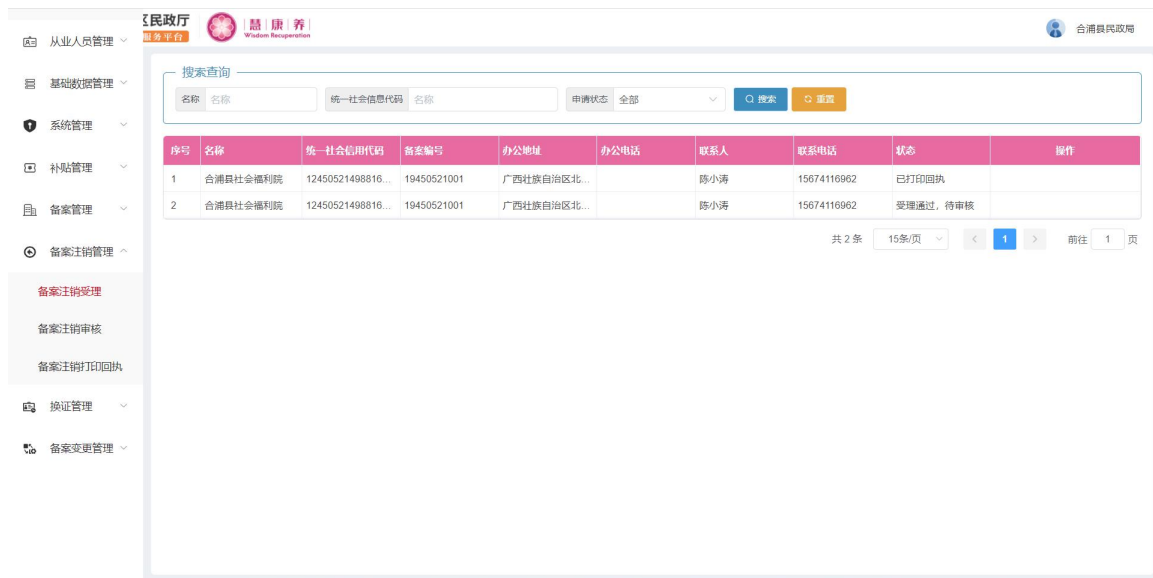 区民政厅
服务平台
慧康养
Wisdom Recuperation
合浦县民政局
从业人员管理
基础数据管理
系统管理
补贴管理
备案管理
备案注销管理
备案注销受理
备案注销审核
备案注销打印回执
换证管理
备案变更管理
搜索查询
名称 名称 统一社会信息代码 名称 申请状态 全部 搜索 重置
序号 名称 统一社会信用代码 备案编号 办公地址 办公电话 联系人 联系电话 状态 操作
1 合浦县社会福利院 12450521498816... 19450521001 广西壮族自治区北... 陈小涛 15674116962 已打印回执
2 合浦县社会福利院 12450521498816... 19450521001 广西壮族自治区北... 陈小涛 15674116962 受理通过，待审核
共 2 条 15条/页 < 1 > 前往 1 页